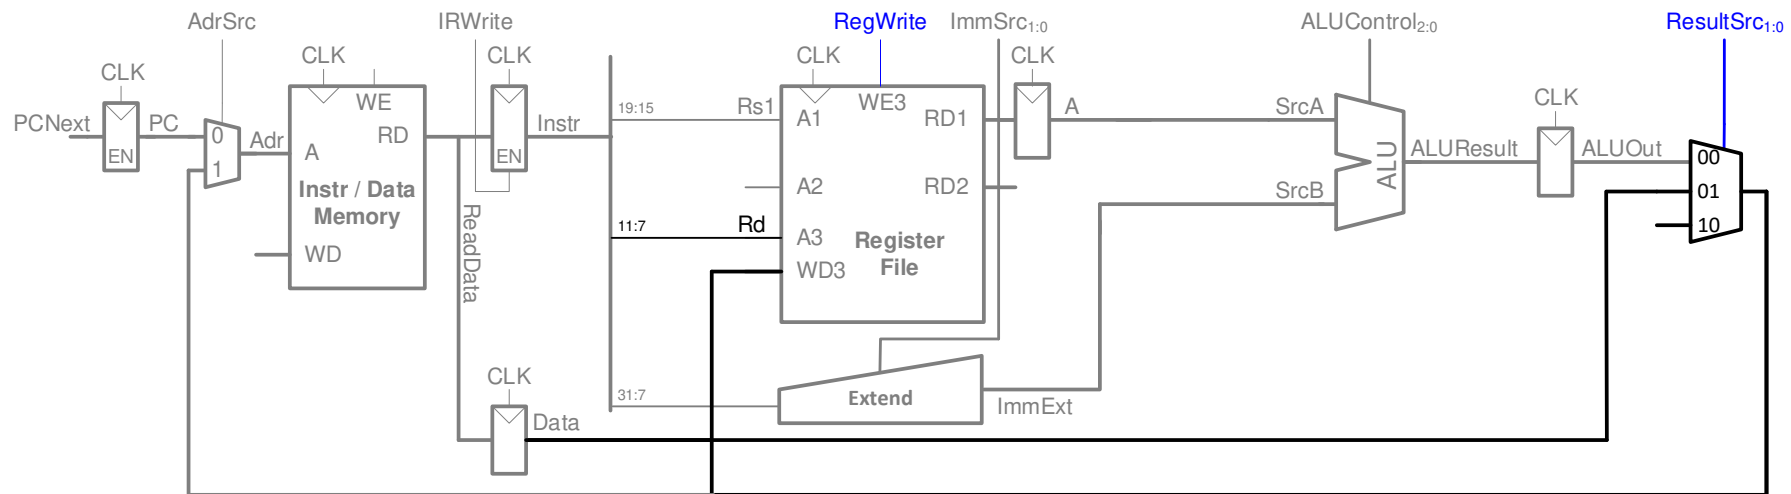 AdrSrc
IRWrite
RegWrite
ImmSrc1:0
ALUControl2:0
ResultSrc1:0
CLK
CLK
CLK
CLK
CLK
CLK
PCNext
EN
PC
0
1
Adr
WE
RD
A
Instr / Data
Memory
WD
EN
Instr
ReadData
19:15
Rs1
A1
WE3
RD1
A2
RD2
11:7
Rd
A3
WD3
Register
File
A
SrcA
SrcB
ALU
ALUResult
ALUOut
00
01
10
31:7
Extend
ImmExt
CLK
Data